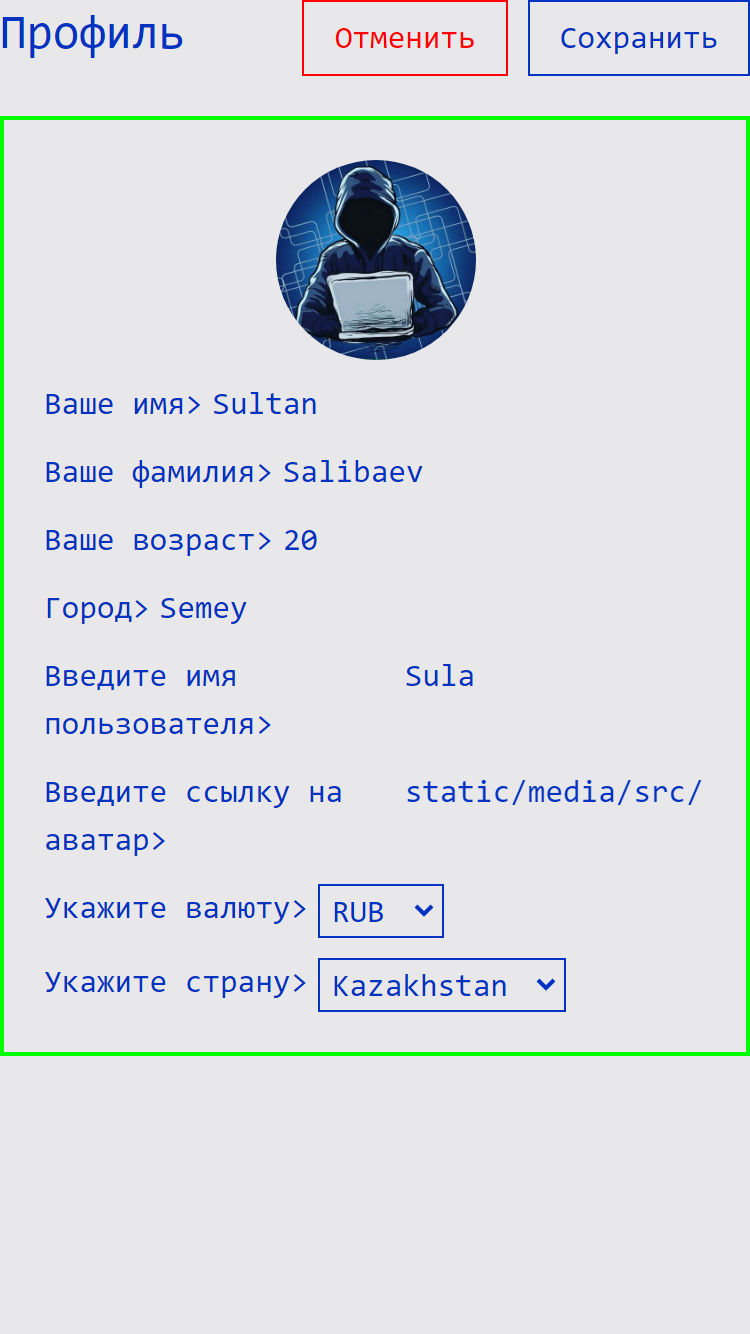 Профиль
Отменить
Сохранить
Ваше имя> Sultan
Ваше фамилия> Salibaev
Ваше возраст> 20
Город> Semey
Введите имя
пользователя>
Sula
Введите ссылку на
аватар>
static/media/src/
Укажите валюту> RUB
Укажите страну> Kazakhstan